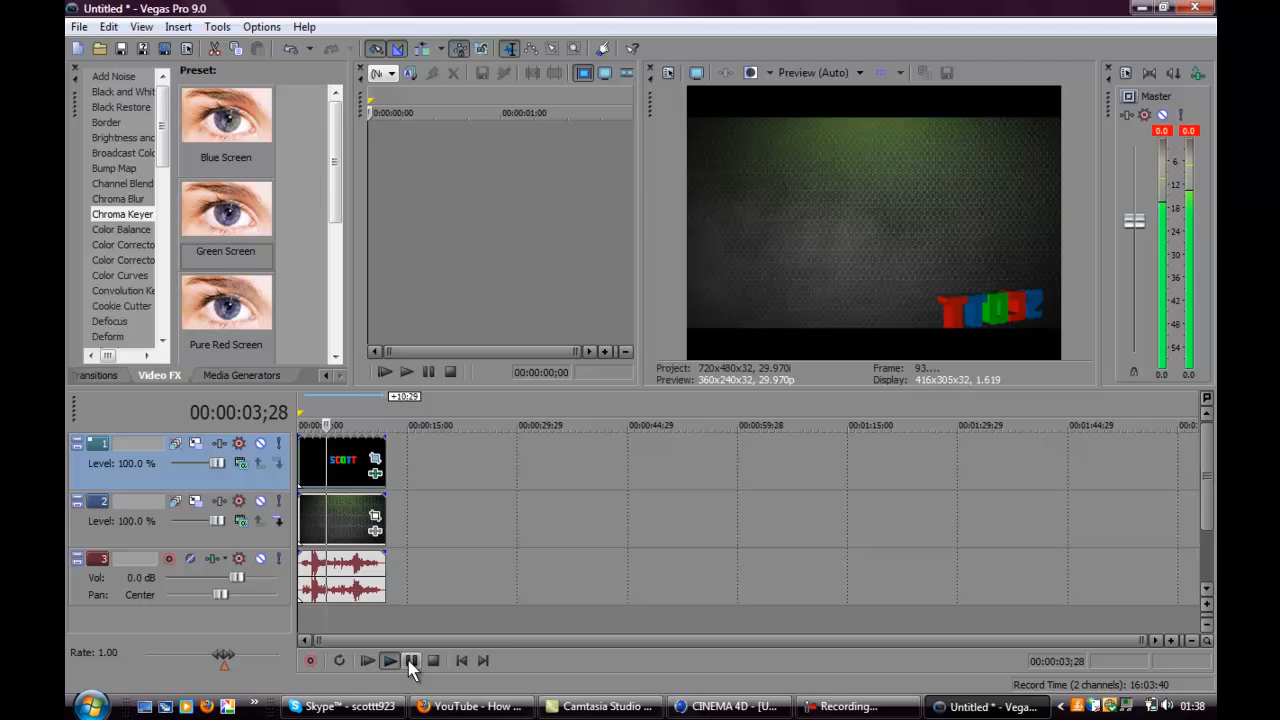 Untitled * - Vegas Pro 9.0
File Edit View Insert Tools Options Help
Add Noise
Black and Whit
Black Restore
Border
Brightness anc
Broadcast Colo
Bump Map
Channel Blend
Chroma Blur
Chroma Keyer
Color Balance
Color Correcto
Color Correcto
Color Curves
Convolution Ke
Cookie Cutter
Defocus
Deform
Preset:
Blue Screen
Green Screen
Pure Red Screen
ransitions Video FX Media Generators
(N
0:00:00:00 00:00:01:00
00:00:00;00
Preview (Auto)
Project: 720x480x32, 29.970i
Preview: 360x240x32, 29.970p
Frame: 93....
Display: 416x305x32, 1.619
Master
0.0 0.0
6
12
18
24
30
36
42
48
54
0.0 0.0
00:00:03;28
+10:29
00:00: :00 00:00:15:00 00:00:29:29 00:00:44:29 00:00:59:28 00:01:15:00 00:01:29:29 00:01:44:29 00:0
1
Level: 100.0 %
SCOTT
2
Level: 100.0 %
3
Vol: 0.0 dB
Pan: Center
Rate: 1.00
00:00:03;28
Record Time (2 channels): 16:03:40
Skype™ - scottt923
YouTube - How ...
Camtasia Studio ...
CINEMA 4D - [U...
Recording...
Untitled * - Vega...
01:38